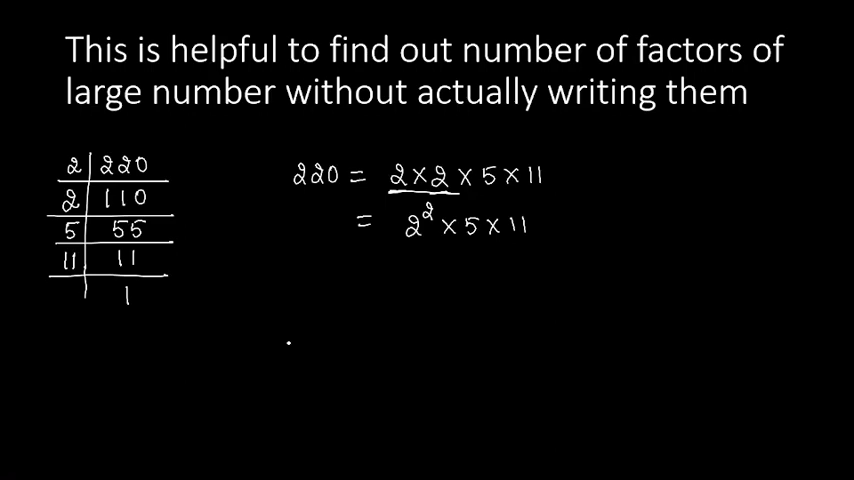 This is helpful to find out number of factors of
large number without actually writing them
2 | 220
2 | 110
5 | 55
11 | 11
| 1
220 = 2 × 2 × 5 × 11
= 2² × 5 × 11